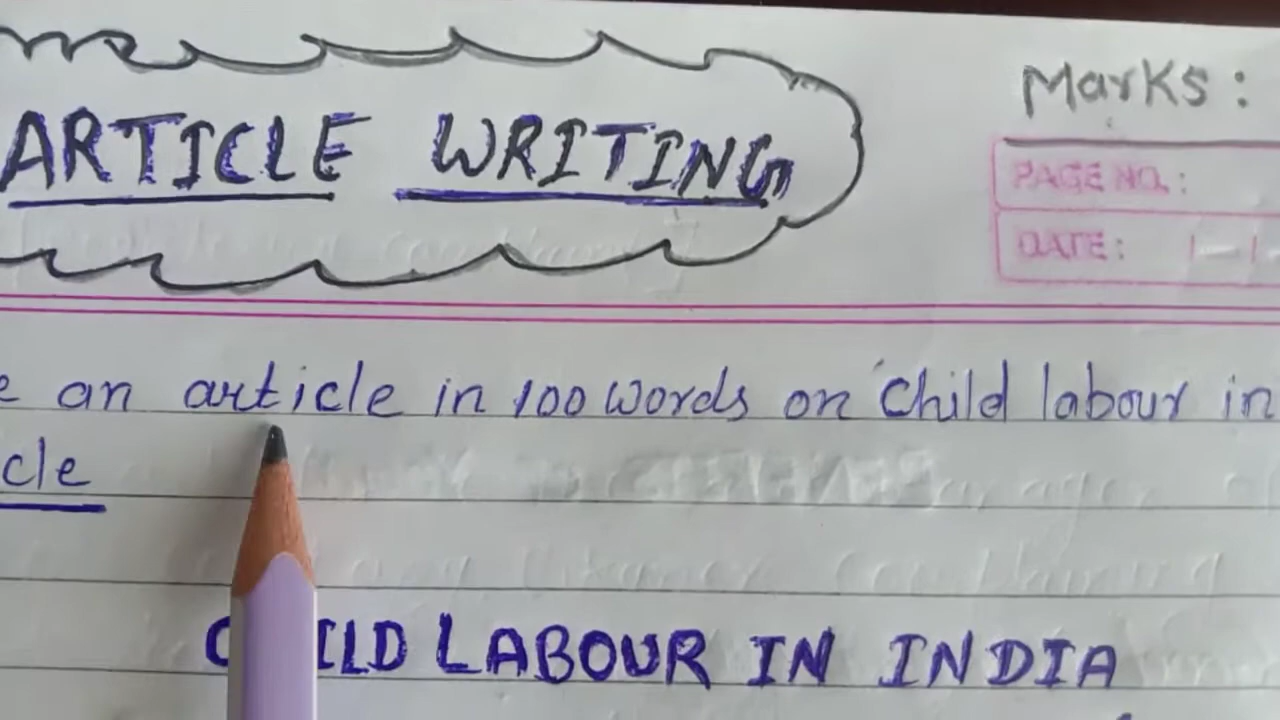 ARTICLE WRITING
Marks:
PAGE NO.:
DATE:
e an article in 100 words on Child labour in
cle
CHILD LABOUR IN INDIA